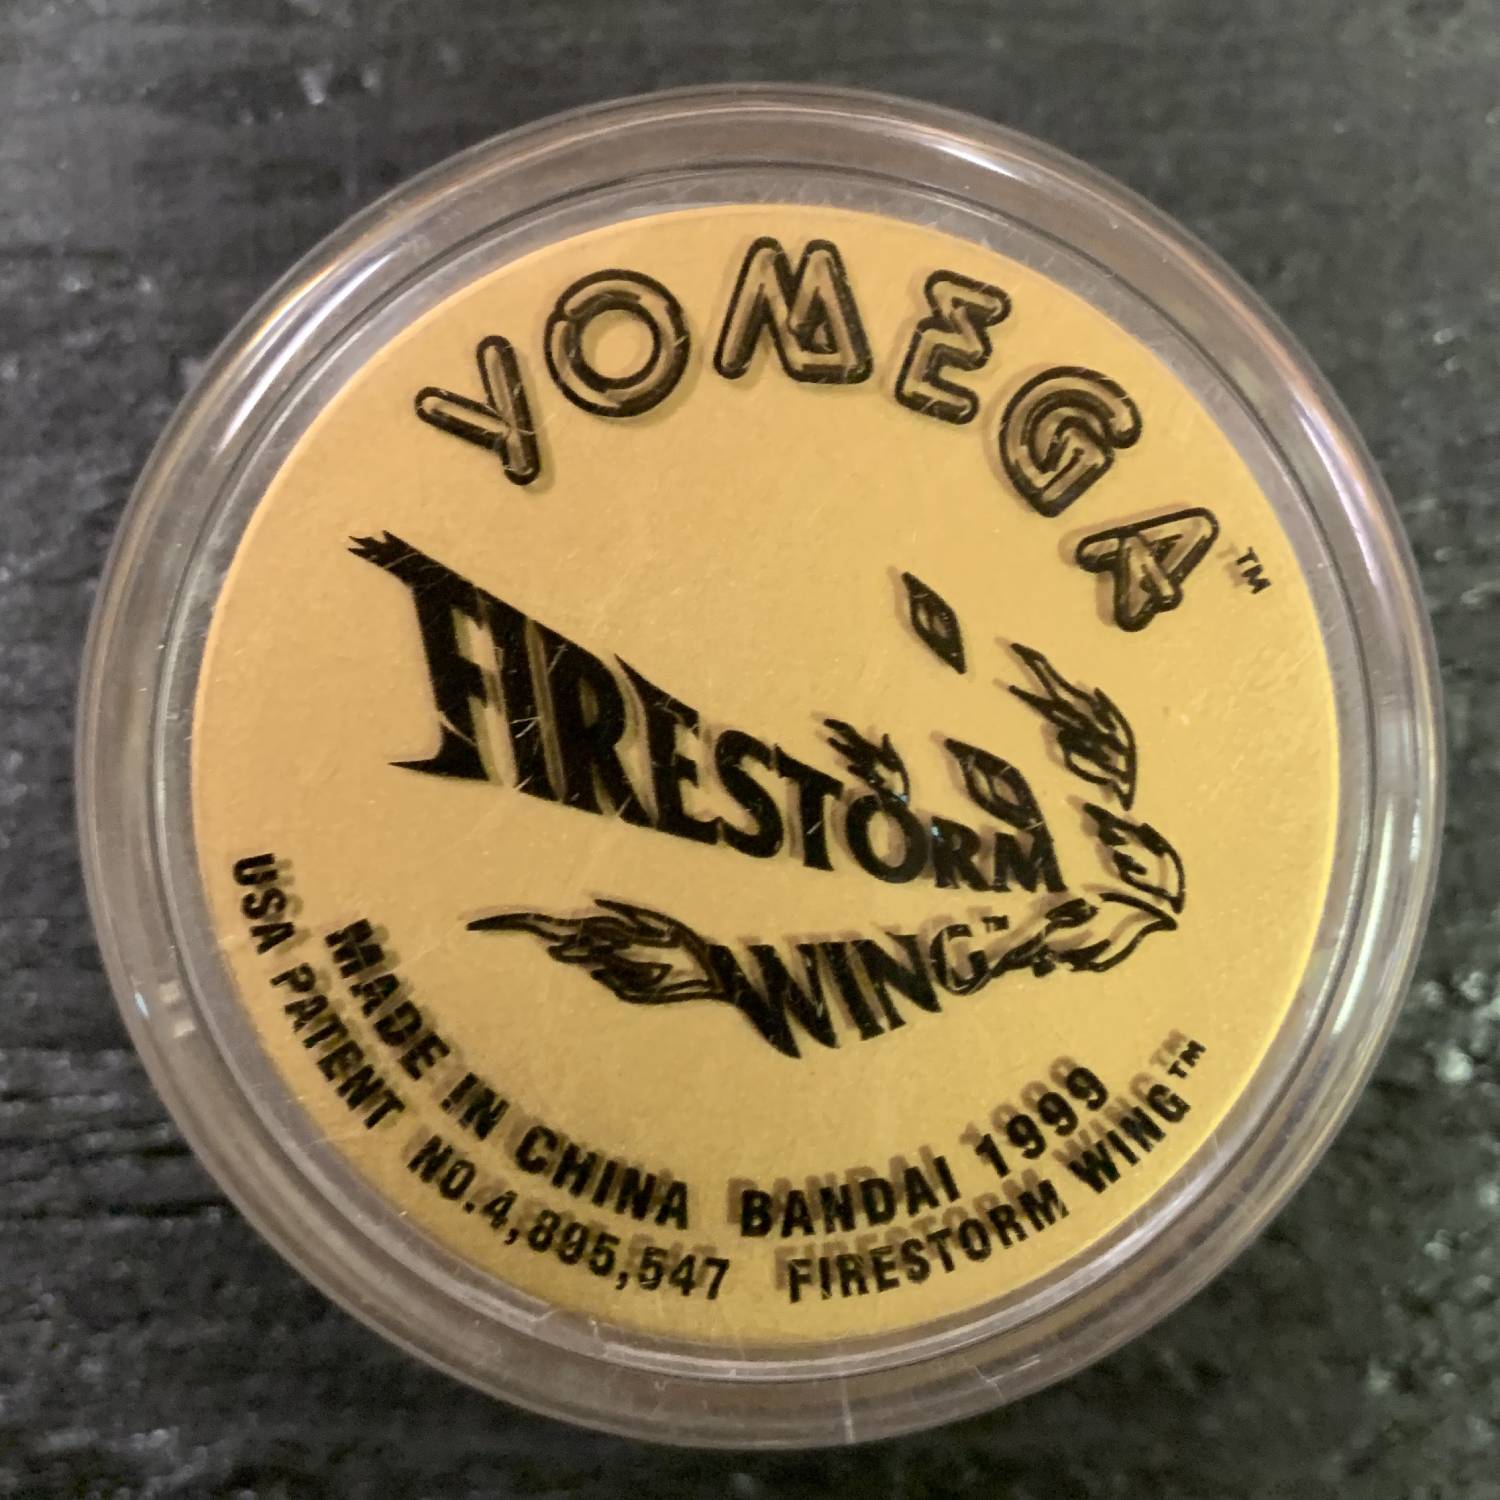 YOMEGA™
FIRESTORM
WING™
MADE IN CHINA BANDAI 1999
USA PATENT NO.4,895,547 FIRESTORM WING™